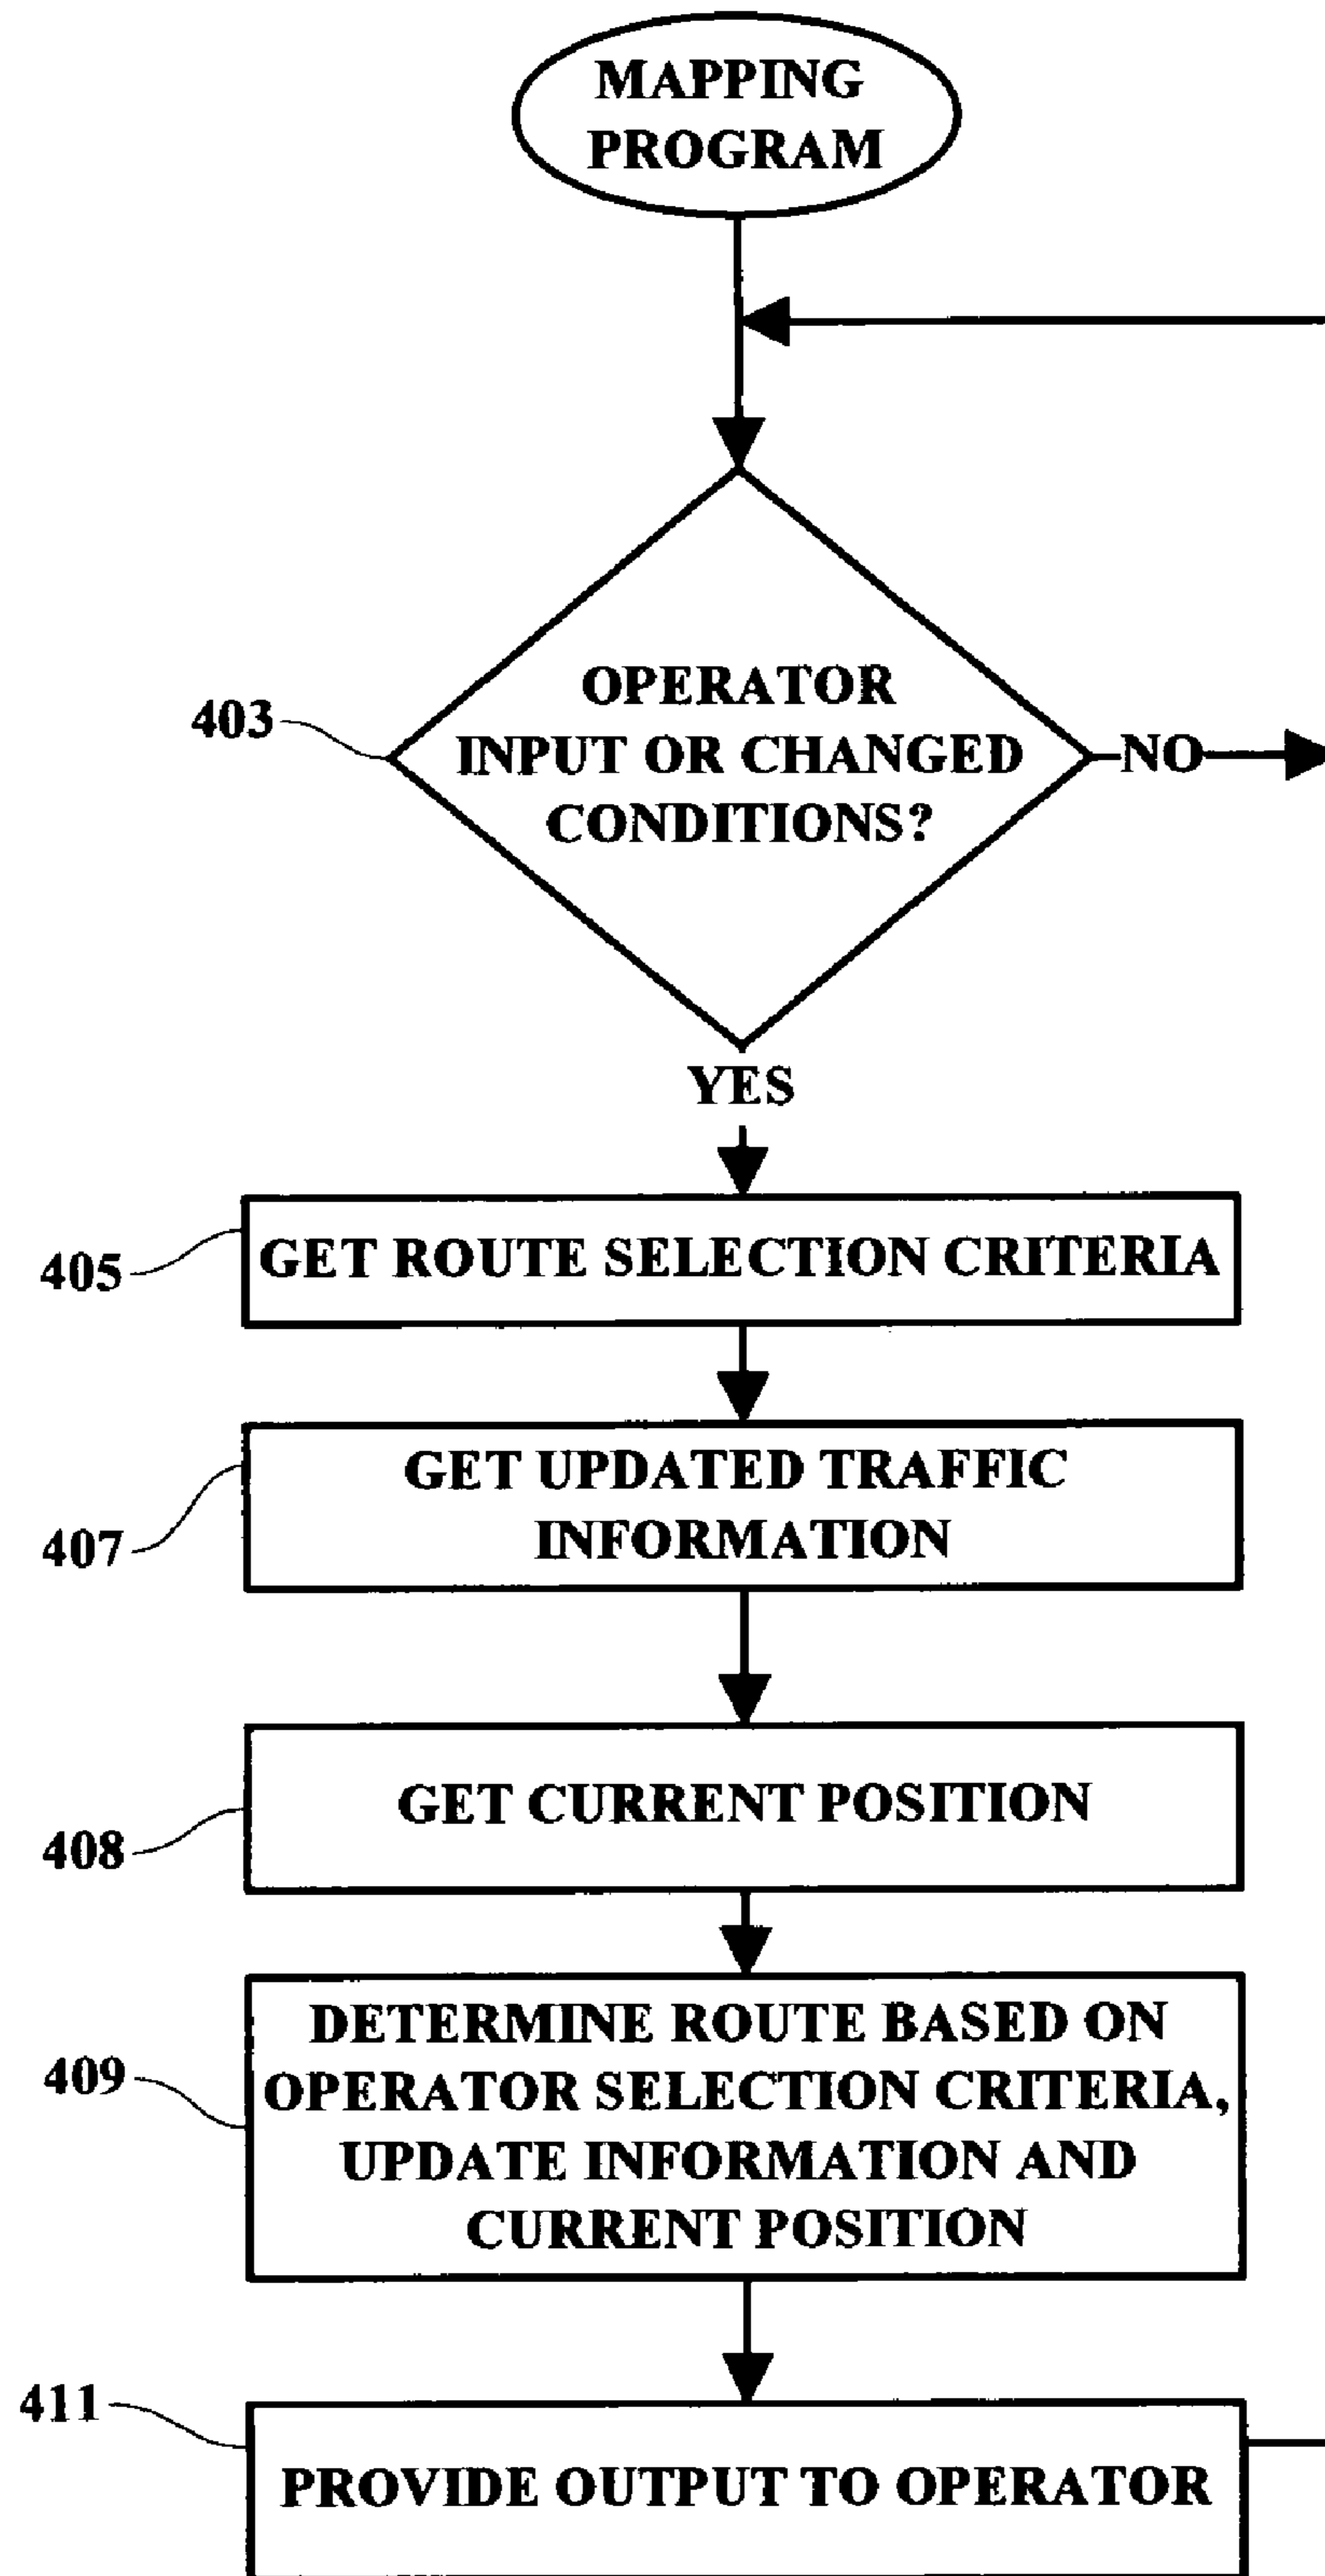 MAPPING
PROGRAM
403
OPERATOR
INPUT OR CHANGED
CONDITIONS?
NO
YES
405
GET ROUTE SELECTION CRITERIA
407
GET UPDATED TRAFFIC
INFORMATION
408
GET CURRENT POSITION
409
DETERMINE ROUTE BASED ON
OPERATOR SELECTION CRITERIA,
UPDATE INFORMATION AND
CURRENT POSITION
411
PROVIDE OUTPUT TO OPERATOR